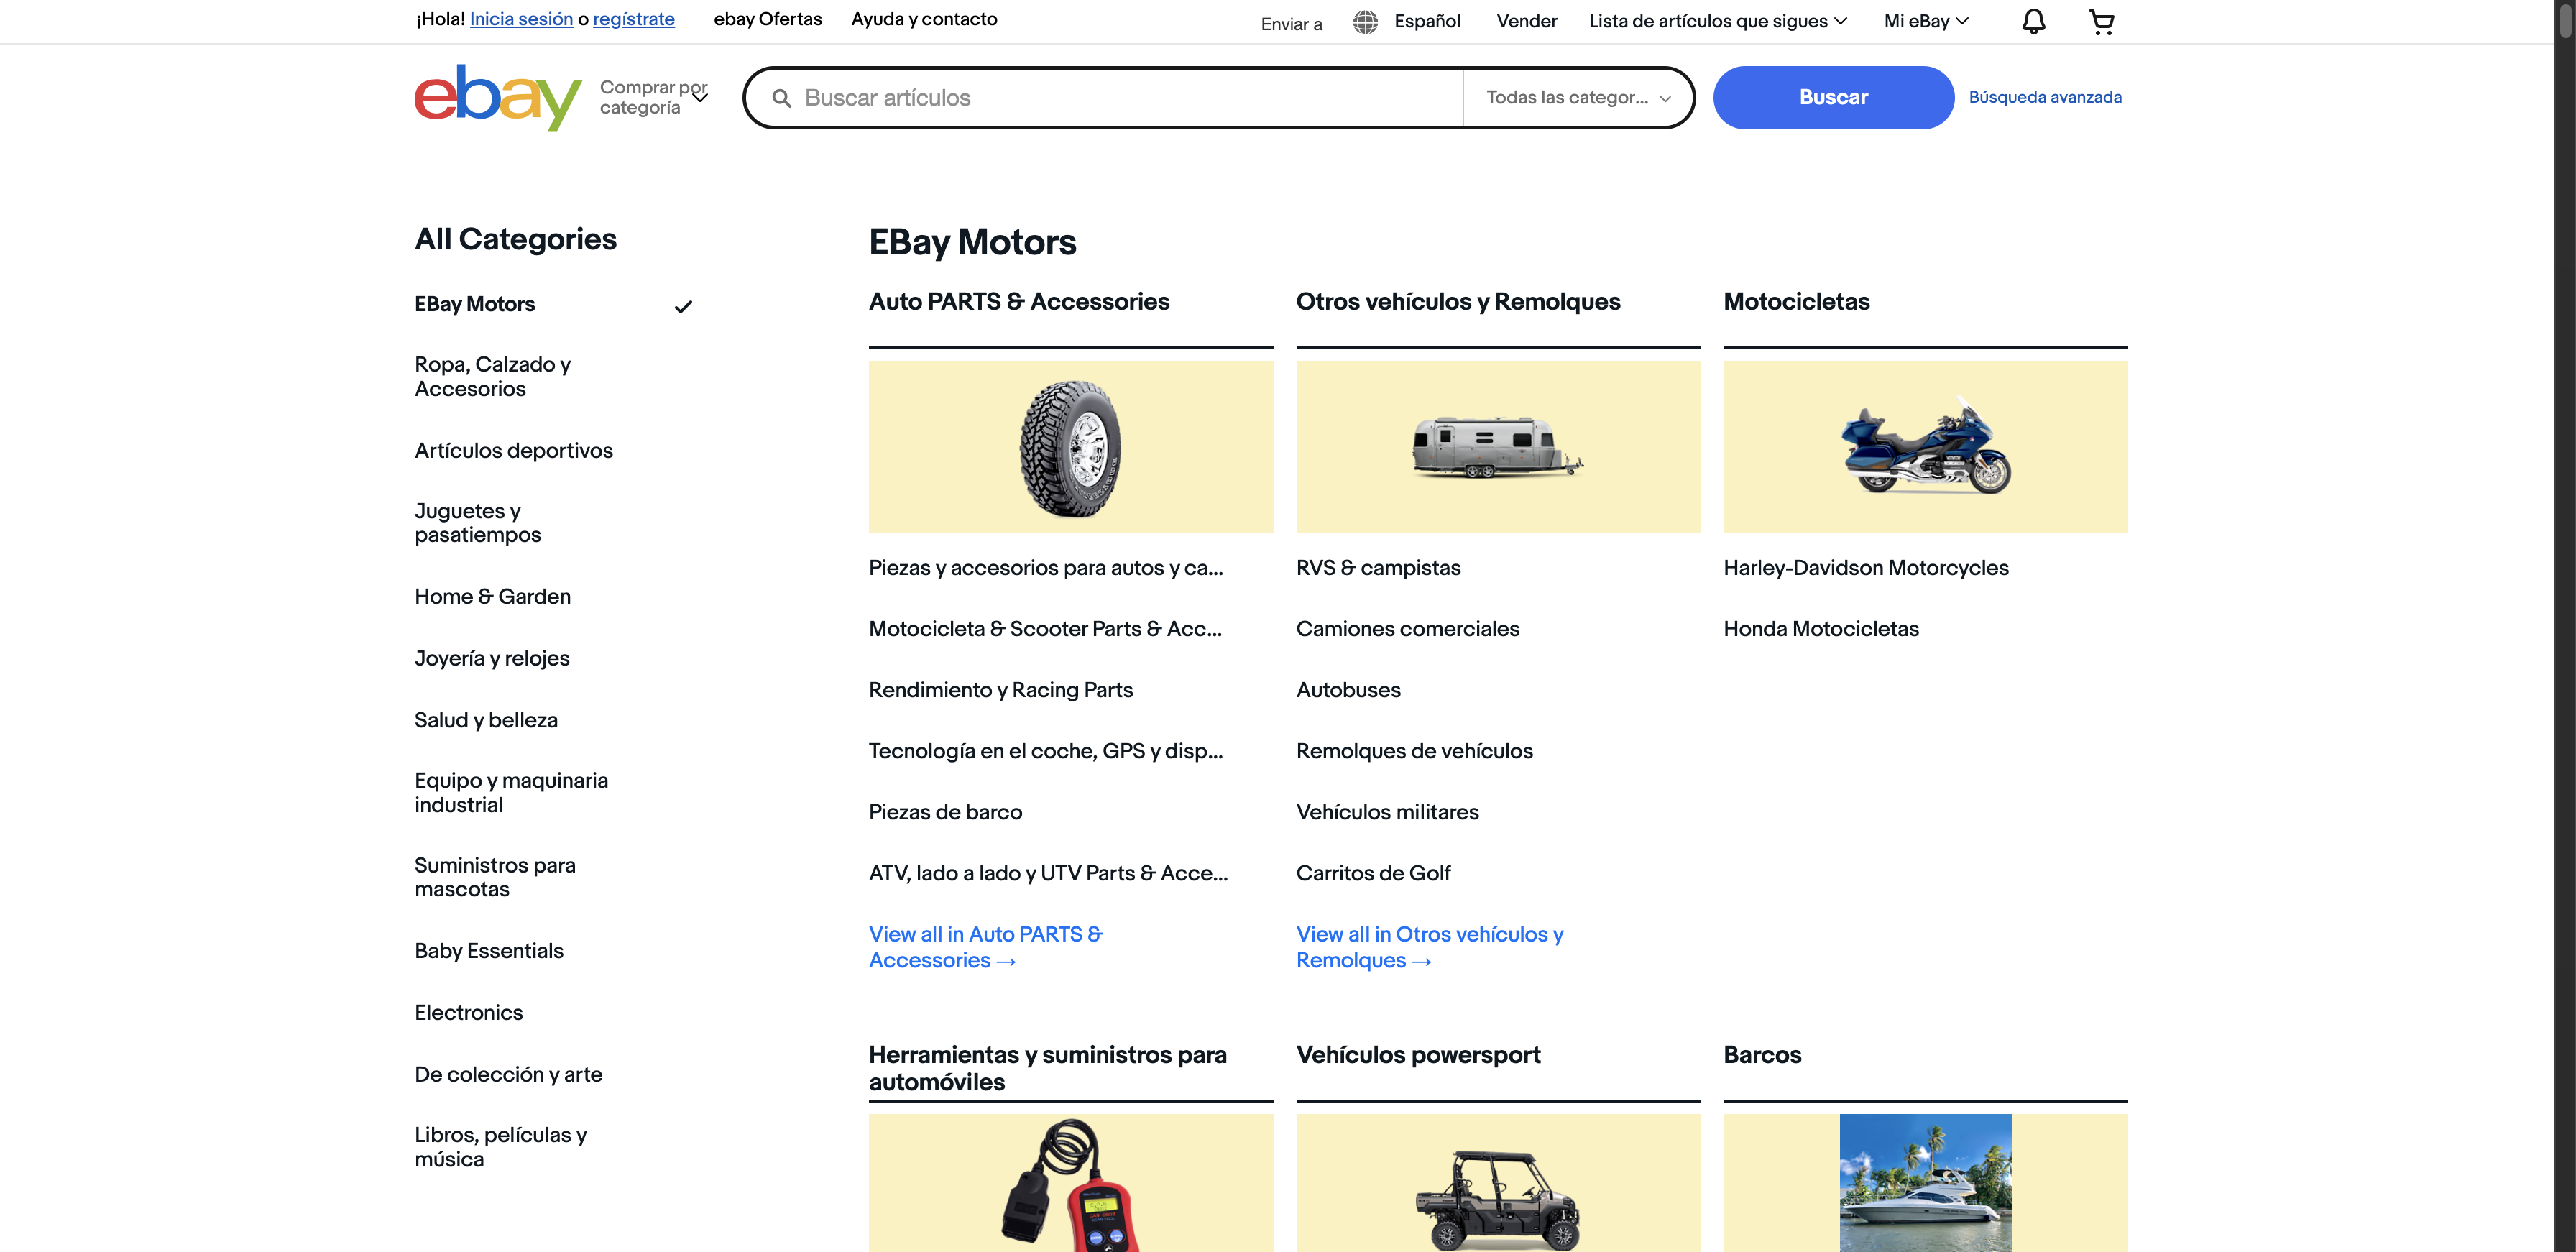 ¡Hola! Inicia sesión o regístrate
ebay Ofertas
Ayuda y contacto
Enviar a
Español
Vender
Lista de artículos que sigues
Mi eBay
ebay
Comprar por
categoría
Buscar artículos
Todas las categor...
Buscar
Búsqueda avanzada
All Categories
EBay Motors
Ropa, Calzado y
Accesorios
Artículos deportivos
Juguetes y
pasatiempos
Home & Garden
Joyería y relojes
Salud y belleza
Equipo y maquinaria
industrial
Suministros para
mascotas
Baby Essentials
Electronics
De colección y arte
Libros, películas y
música
EBay Motors
Auto PARTS & Accessories
Piezas y accesorios para autos y ca...
Motocicleta & Scooter Parts & Acc...
Rendimiento y Racing Parts
Tecnología en el coche, GPS y disp...
Piezas de barco
ATV, lado a lado y UTV Parts & Acce...
View all in Auto PARTS &
Accessories →
Otros vehículos y Remolques
RVS & campistas
Camiones comerciales
Autobuses
Remolques de vehículos
Vehículos militares
Carritos de Golf
View all in Otros vehículos y
Remolques →
Motocicletas
Harley-Davidson Motorcycles
Honda Motocicletas
Herramientas y suministros para
automóviles
Vehículos powersport
Barcos